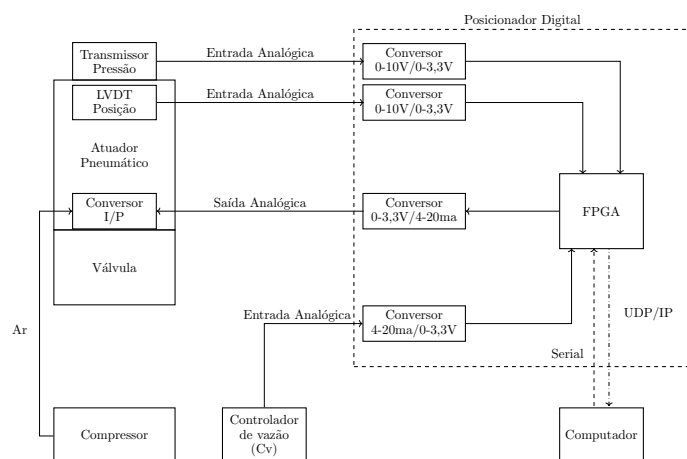 Posicionador Digital
Transmissor
Pressão
Entrada Analógica
Conversor
0-10V/0-3,3V
LVDT
Posição
Entrada Analógica
Conversor
0-10V/0-3,3V
Atuador
Pneumático
Conversor
I/P
Saída Analógica
Conversor
0-3,3V/4-20ma
FPGA
Válvula
Entrada Analógica
Conversor
4-20ma/0-3,3V
UDP/IP
Ar
Serial
Compressor
Controlador
de vazão
(Cv)
Computador